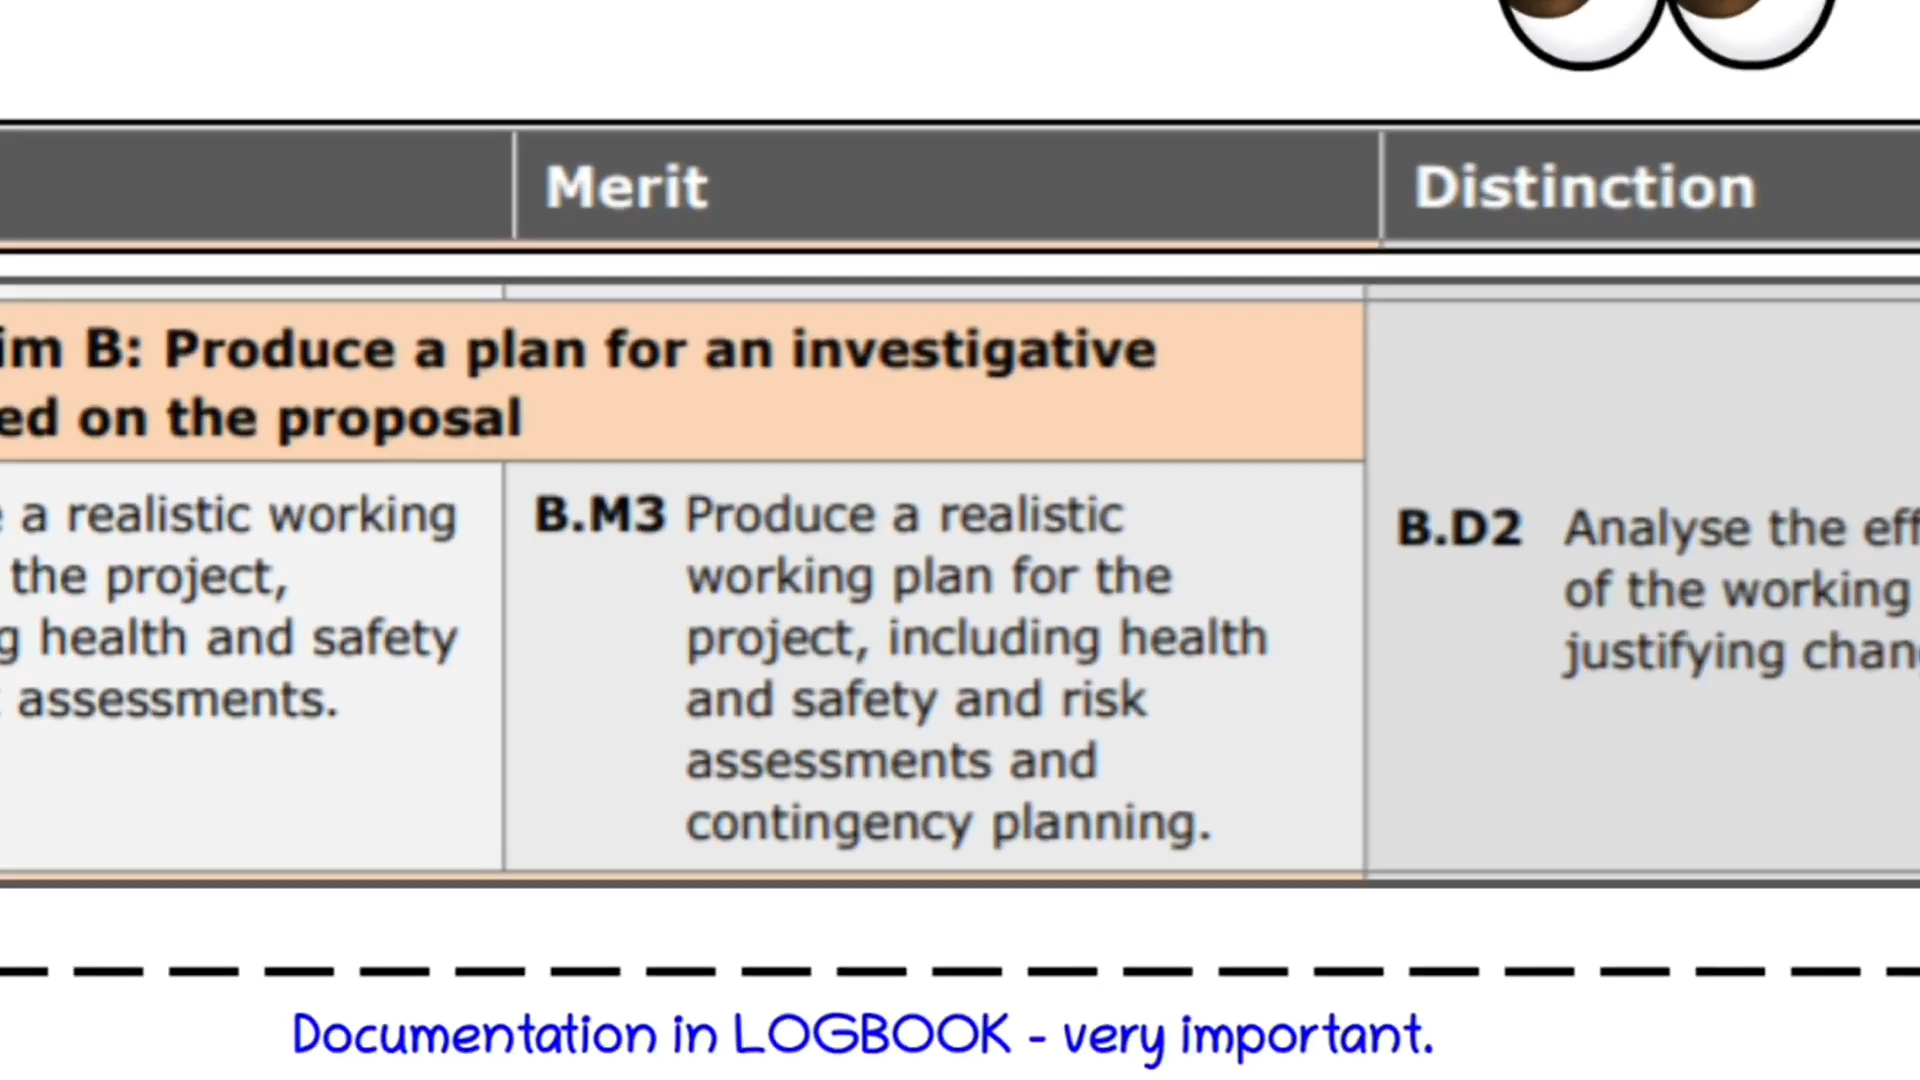 Merit
Distinction
im B: Produce a plan for an investigative
ed on the proposal
a realistic working
the project,
g health and safety
assessments.
B.M3 Produce a realistic
working plan for the
project, including health
and safety and risk
assessments and
contingency planning.
B.D2 Analyse the eff
of the working
justifying chan
Documentation in LOGBOOK - very important.